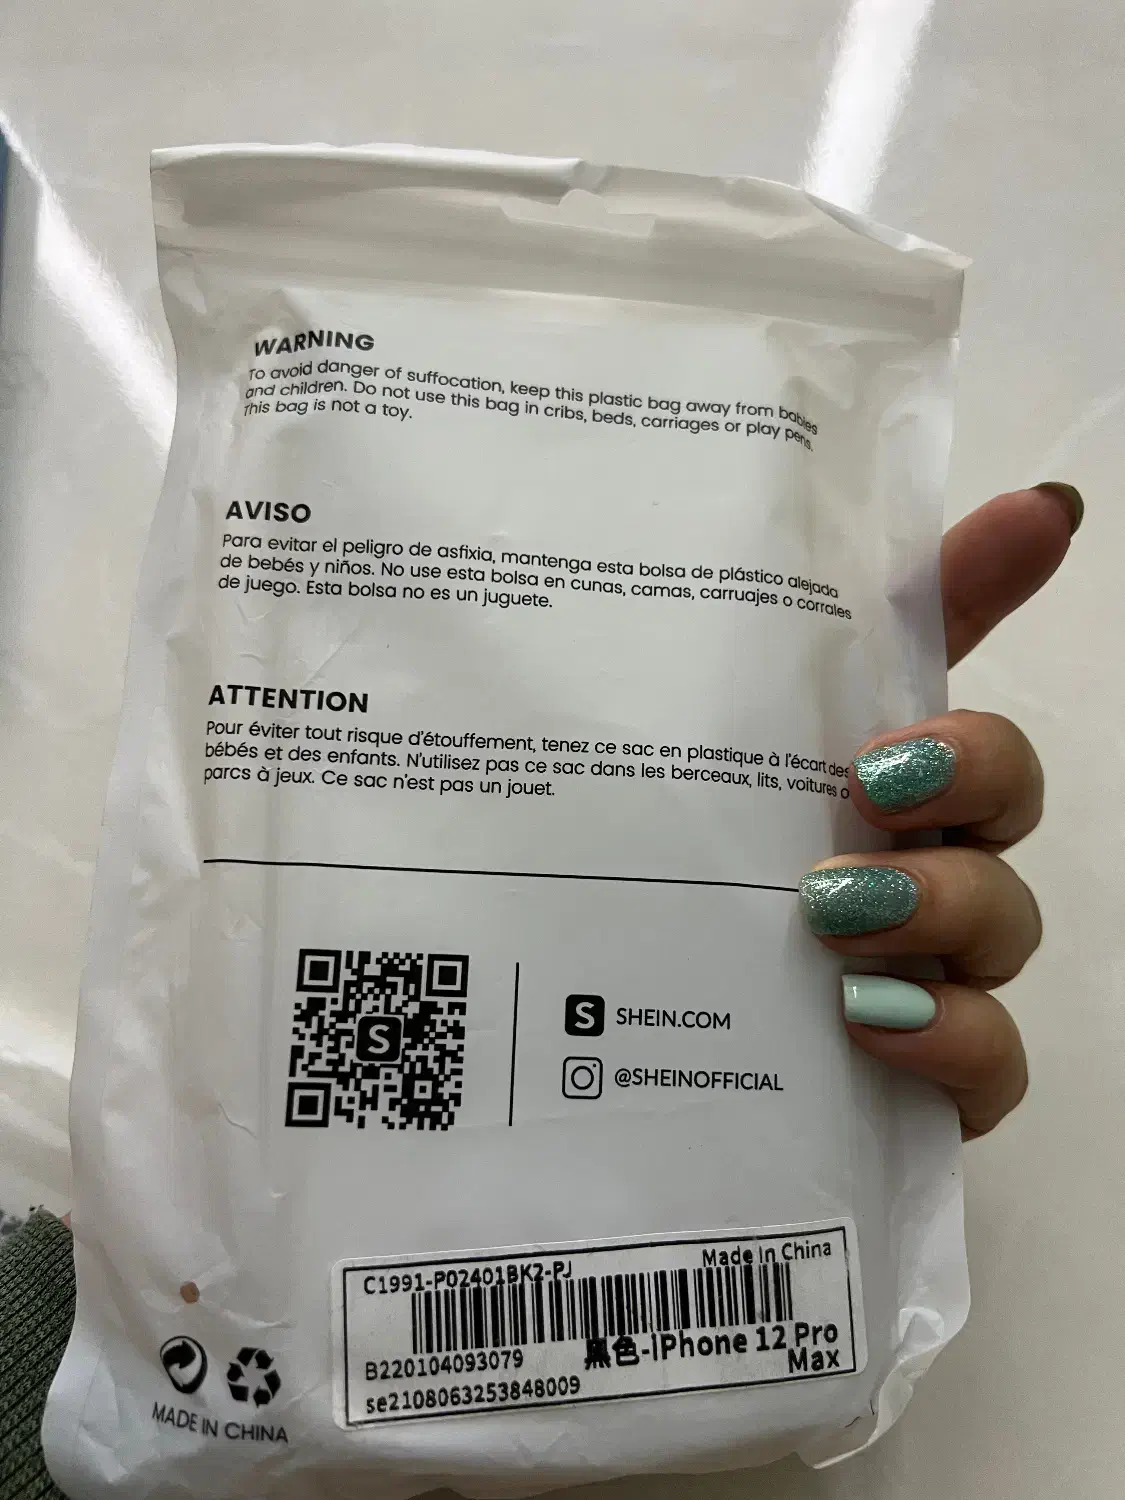 WARNING
To avoid danger of suffocation, keep this plastic bag away from babies
and children. Do not use this bag in cribs, beds, carriages or play pens.
This bag is not a toy.
AVISO
Para evitar el peligro de asfixia, mantenga esta bolsa de plástico alejada
de bebés y niños. No use esta bolsa en cunas, camas, carruajes o corrales
de juego. Esta bolsa no es un juguete.
ATTENTION
Pour éviter tout risque d'étouffement, tenez ce sac en plastique à l'écart des
bébés et des enfants. N'utilisez pas ce sac dans les berceaux, lits, voitures o
parcs à jeux. Ce sac n'est pas un jouet.
S
S SHEIN.COM
@SHEINOFFICIAL
Made In China
C1991-P02401BK2-PJ
B220104093079
黑色-iPhone 12 Pro
Max
se2108063253848009
MADE IN CHINA